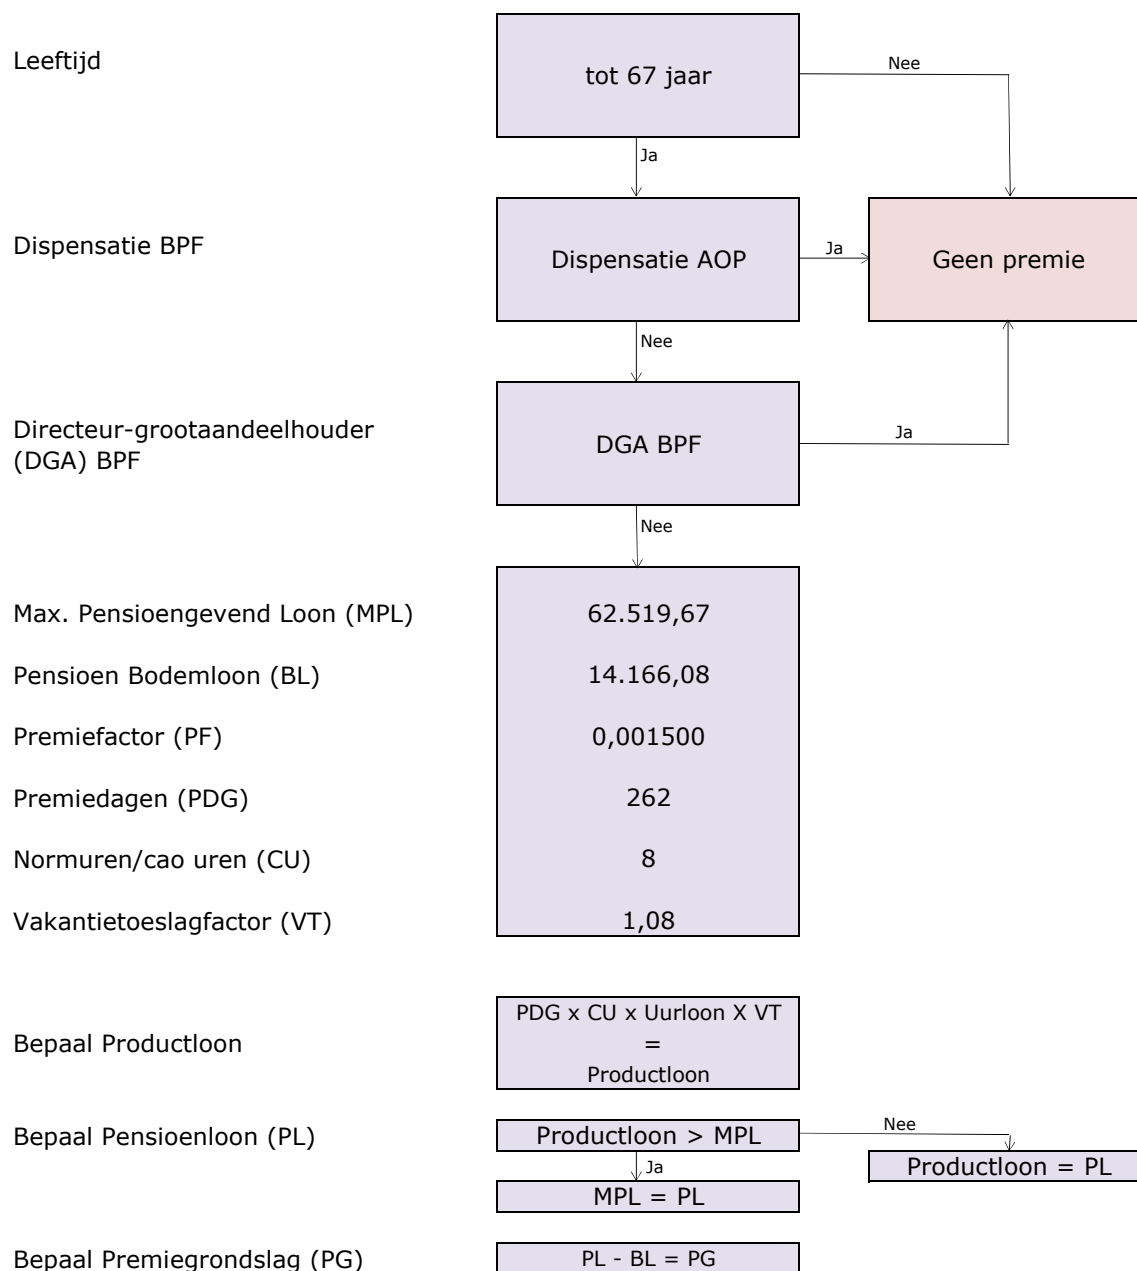 Leeftijd
tot 67 jaar
Nee
Ja
Dispensatie BPF
Dispensatie AOP
Ja
Geen premie
Nee
Directeur-grootaandeelhouder
(DGA) BPF
DGA BPF
Ja
Nee
Max. Pensioengevend Loon (MPL)
62.519,67
Pensioen Bodemloon (BL)
14.166,08
Premiefactor (PF)
0,001500
Premiedagen (PDG)
262
Normuren/cao uren (CU)
8
Vakantietoeslagfactor (VT)
1,08
Bepaal Productloon
PDG x CU x Uurloon X VT
=
Productloon
Bepaal Pensioenloon (PL)
Productloon > MPL
Nee
Productloon = PL
Ja
MPL = PL
Bepaal Premiegrondslag (PG)
PL - BL = PG